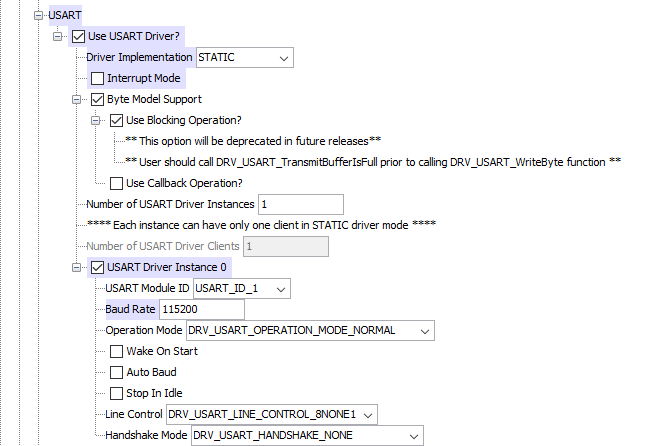 USART
Use USART Driver?
Driver Implementation STATIC
Interrupt Mode
Byte Model Support
Use Blocking Operation?
** This option will be deprecated in future releases**
** User should call DRV_USART_TransmitBufferIsFull prior to calling DRV_USART_WriteByte function **
Use Callback Operation?
Number of USART Driver Instances 1
**** Each instance can have only one client in STATIC driver mode ****
Number of USART Driver Clients 1
USART Driver Instance 0
USART Module ID USART_ID_1
Baud Rate 115200
Operation Mode DRV_USART_OPERATION_MODE_NORMAL
Wake On Start
Auto Baud
Stop In Idle
Line Control DRV_USART_LINE_CONTROL_8NONE1
Handshake Mode DRV_USART_HANDSHAKE_NONE